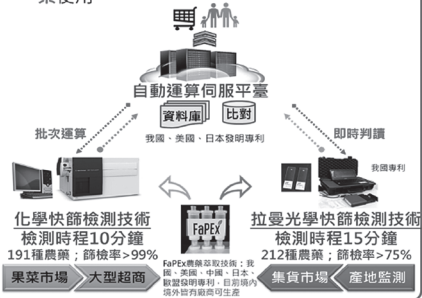 自動運算伺服平臺
資料庫
比對
批次運算
我國、美國、日本發明專利
即時判讀
我國專利
FaPEx
化學快篩檢測技術
檢測時程10分鐘
191種農藥；篩檢率>99%
果菜市場
大型超商
FaPEx農藥萃取技術；我
國、美國、中國、日本、
歐盟發明專利，目前境內
境外皆有廠商可生產
拉曼光學快篩檢測技術
檢測時程15分鐘
212種農藥；篩檢率>75%
集貨市場
產地監測